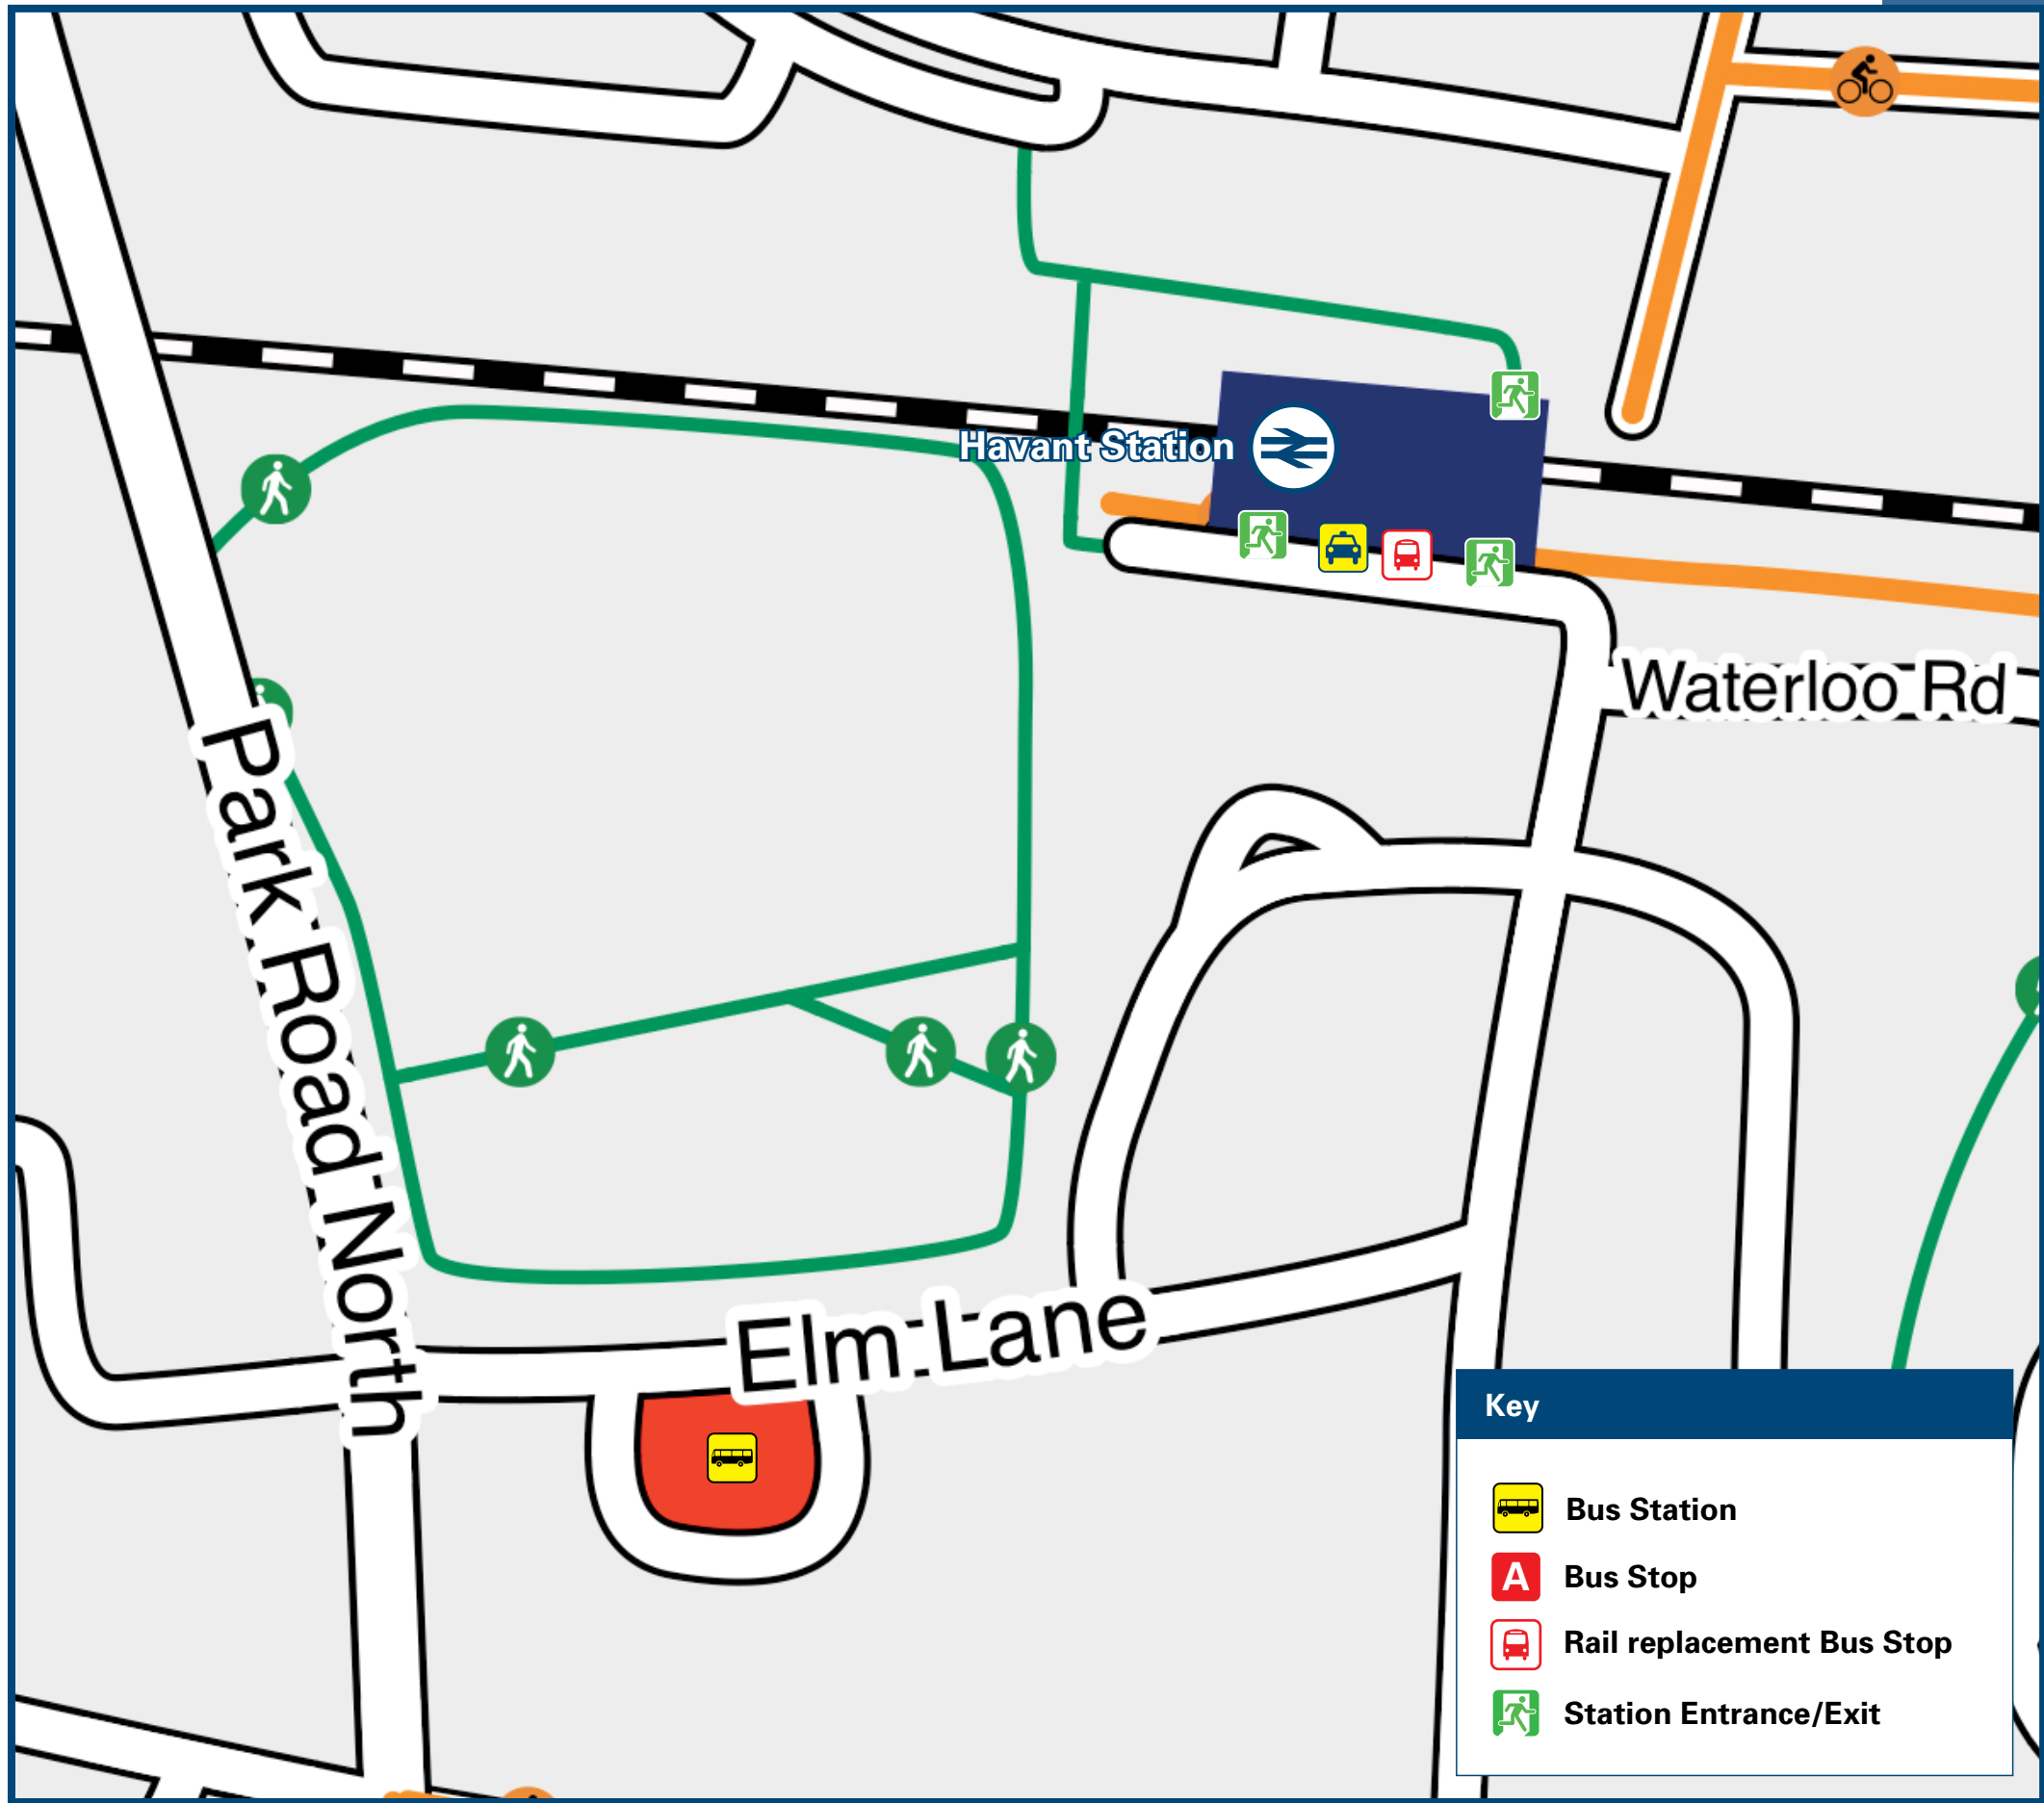 Havant Station
Waterloo Rd
Park Road North
Elm Lane
Key
Bus Station
A Bus Stop
Rail replacement Bus Stop
Station Entrance/Exit